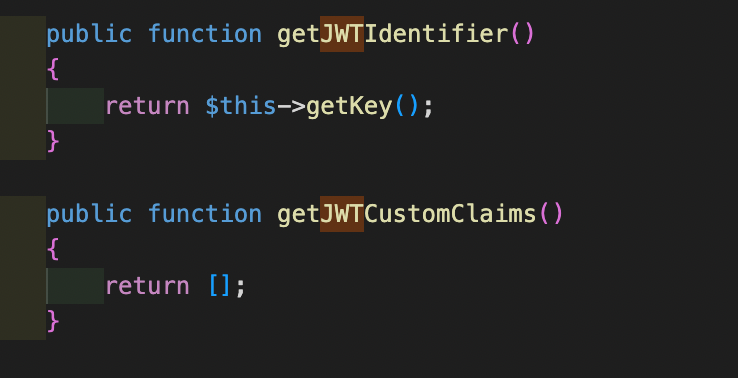 public function getJWTIdentifier()
{
    return $this->getKey();
}

public function getJWTCustomClaims()
{
    return [];
}